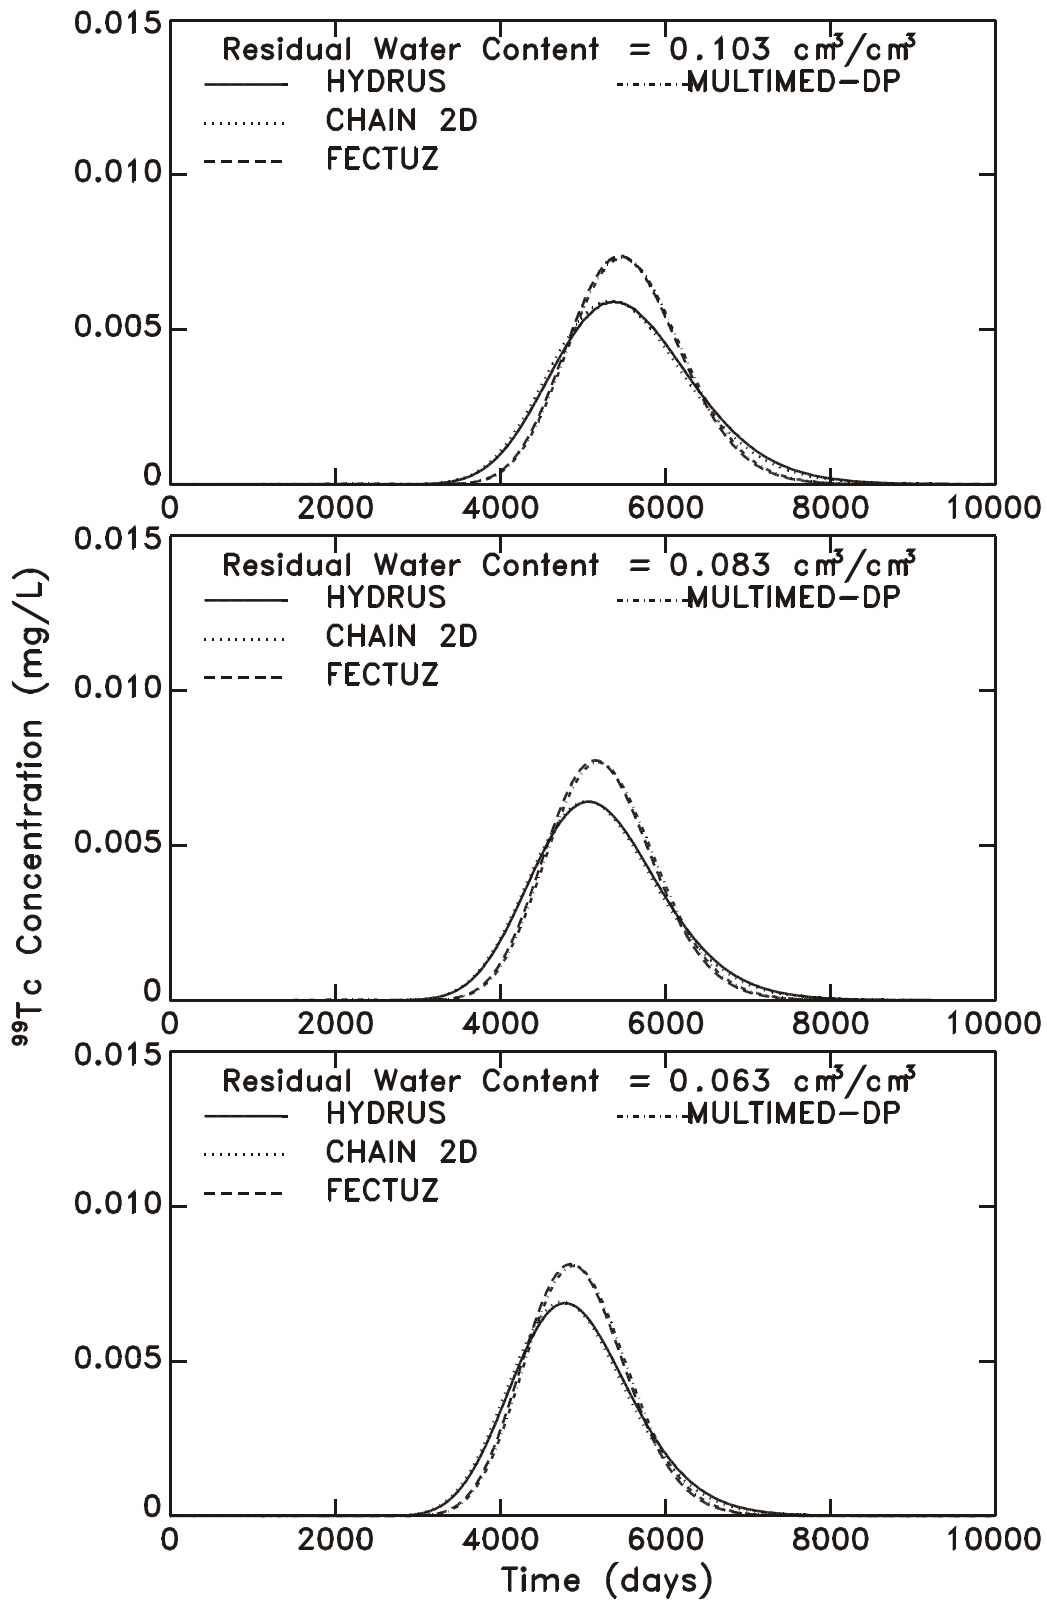 0.015
Residual Water Content = 0.103 cm³/cm³
HYDRUS MULTIMED-DP
CHAIN 2D
FECTUZ
0.010
0.005
0
0 2000 4000 6000 8000 10000
0.015
Residual Water Content = 0.083 cm³/cm³
HYDRUS MULTIMED-DP
CHAIN 2D
FECTUZ
0.010
0.005
0
0 2000 4000 6000 8000 10000
⁹⁹Tc Concentration (mg/L)
0.015
Residual Water Content = 0.063 cm³/cm³
HYDRUS MULTIMED-DP
CHAIN 2D
FECTUZ
0.010
0.005
0
0 2000 4000 6000 8000 10000
Time (days)